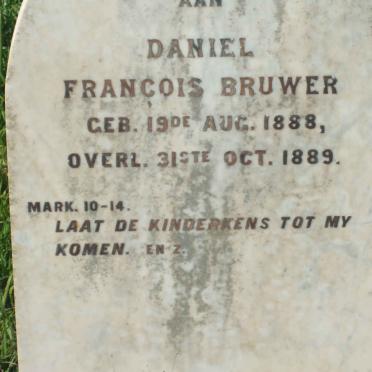 AAN
DANIEL
FRANÇOIS BRUWER
GEB. 19DE AUG. 1888,
OVERL. 31STE OCT. 1889.
MARK. 10-14.
LAAT DE KINDERKENS TOT MY
KOMEN. EN Z.